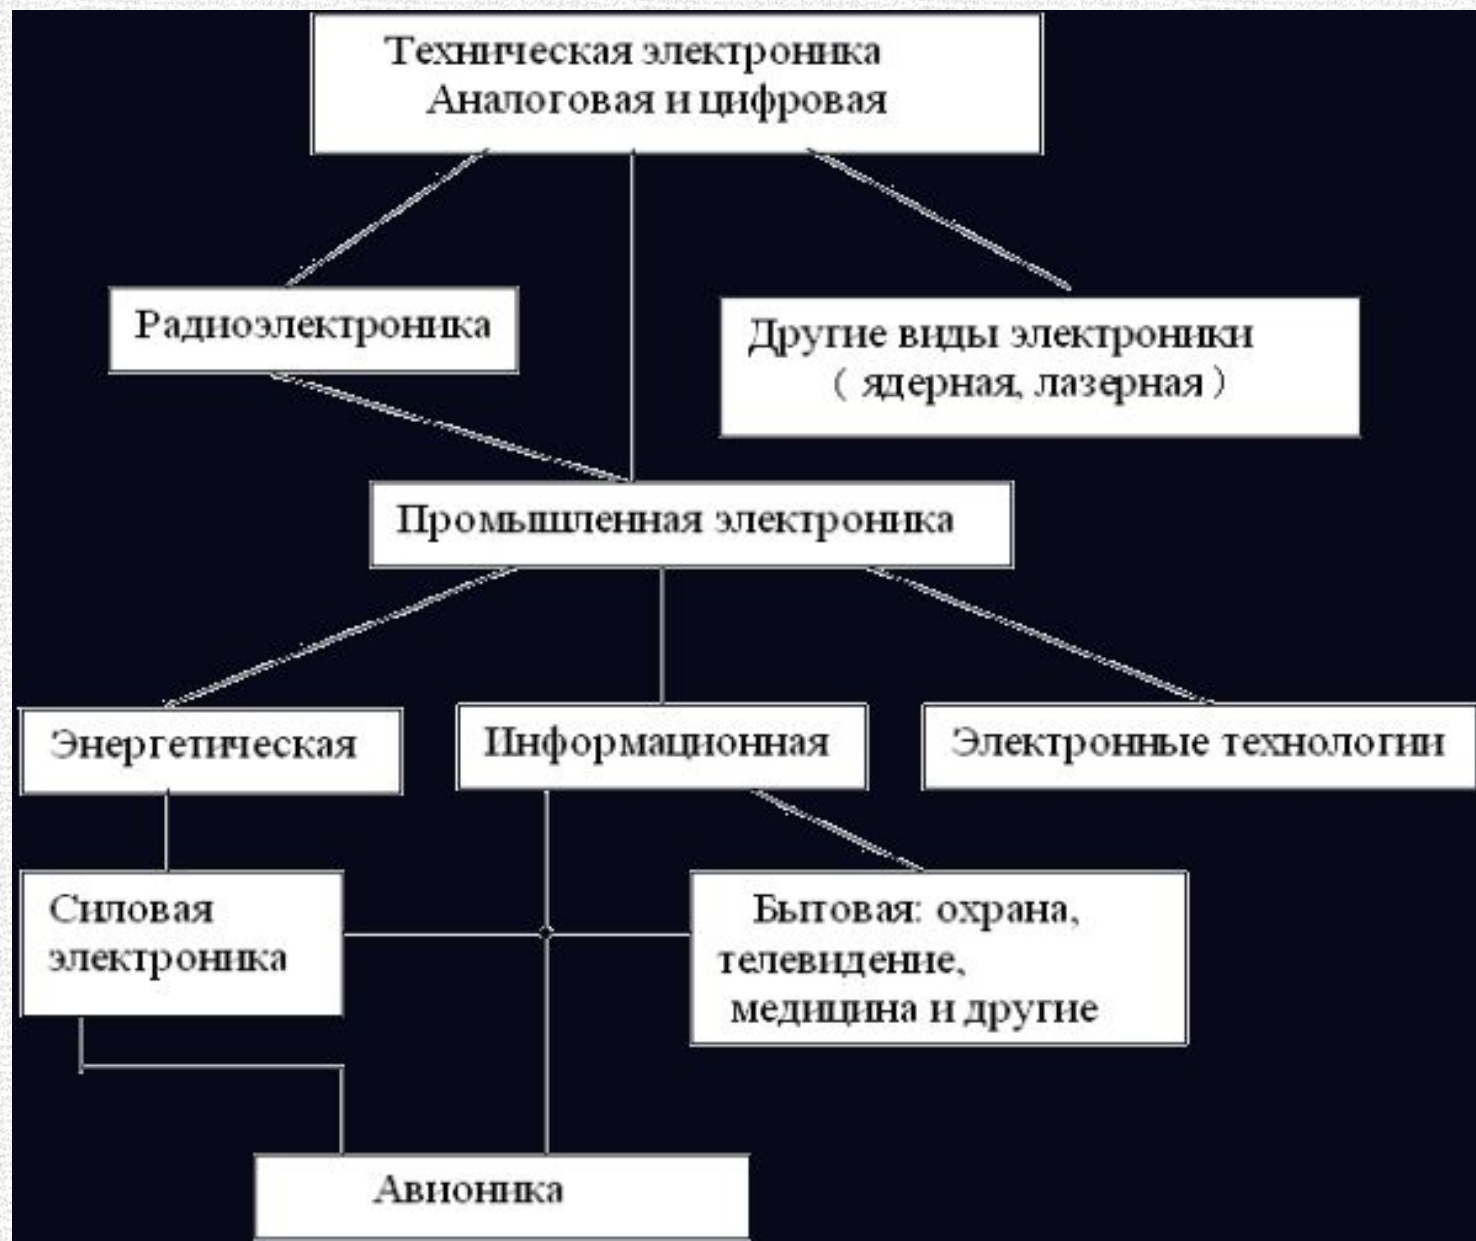 Техническая электроника
Аналоговая и цифровая
Радиоэлектроника
Другие виды электроники
( ядерная, лазерная )
Промышленная электроника
Энергетическая
Информационная
Электронные технологии
Силовая
электроника
Бытовая: охрана,
телевидение,
медицина и другие
Авионика